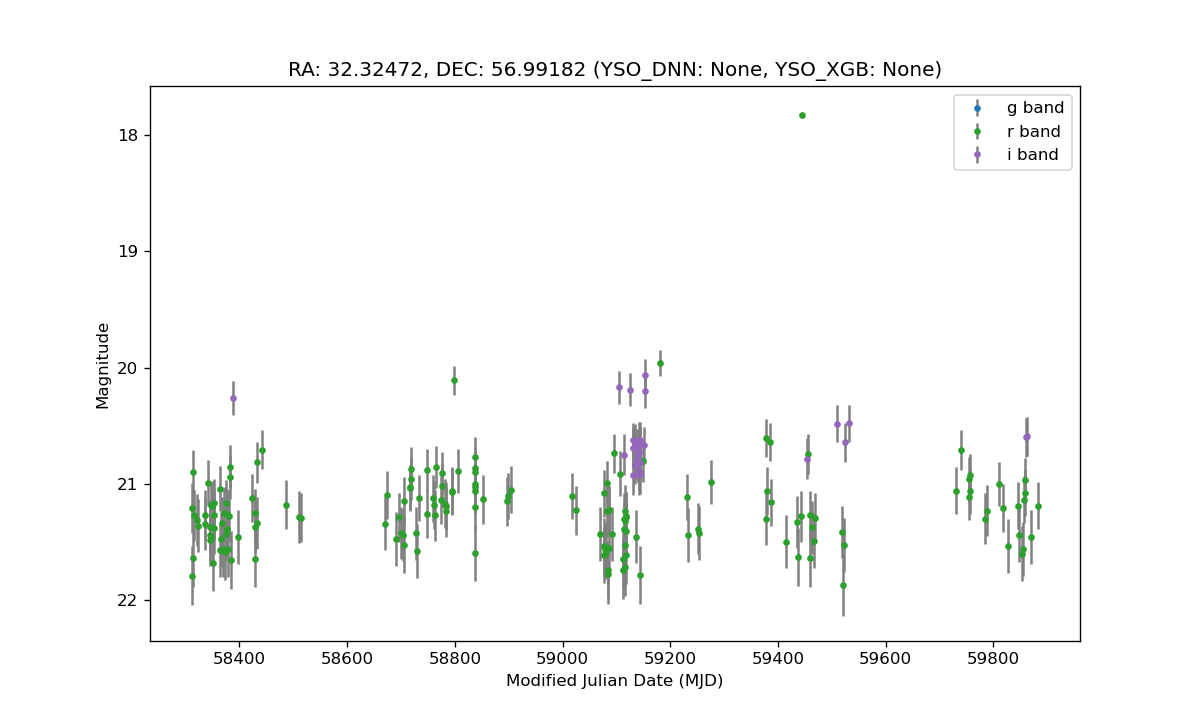 RA: 32.32472, DEC: 56.99182 (YSO_DNN: None, YSO_XGB: None)
g band
r band
i band
18
19
20
21
22
Magnitude
58400 58600 58800 59000 59200 59400 59600 59800
Modified Julian Date (MJD)